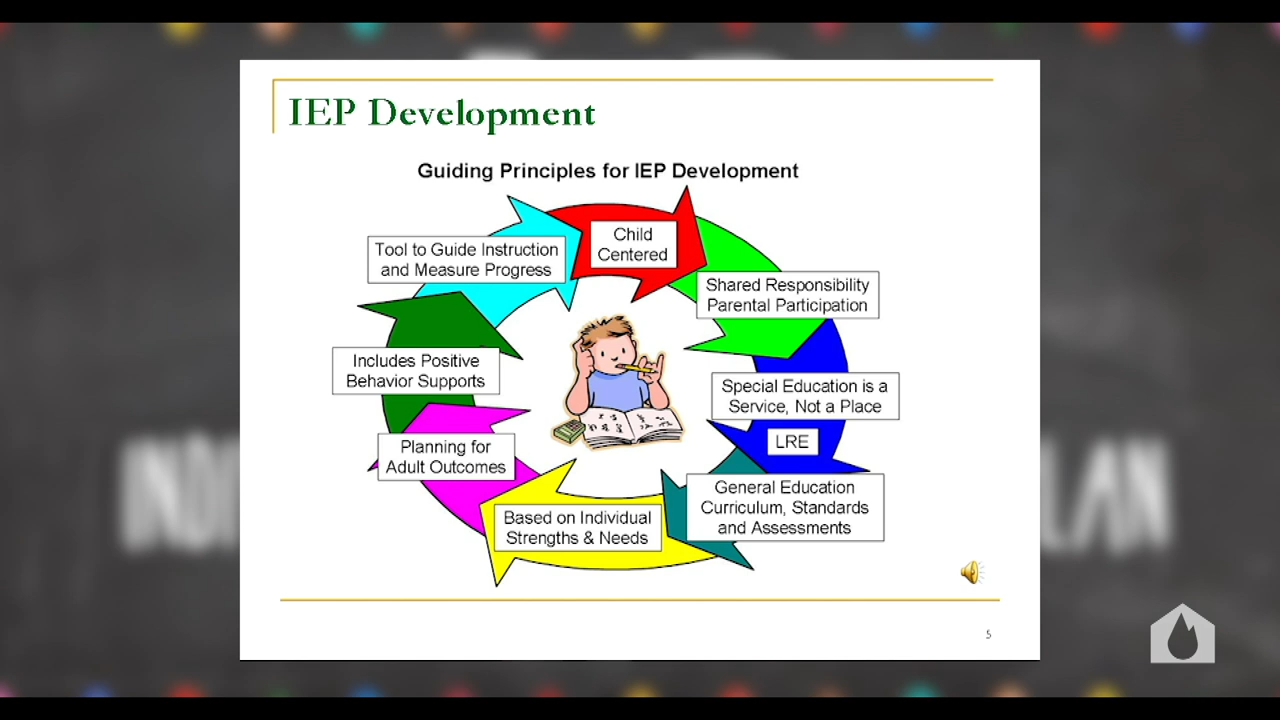 IEP Development
Guiding Principles for IEP Development
Child
Centered
Shared Responsibility
Parental Participation
Special Education is a
Service, Not a Place
LRE
General Education
Curriculum, Standards
and Assessments
Based on Individual
Strengths & Needs
Planning for
Adult Outcomes
Includes Positive
Behavior Supports
Tool to Guide Instruction
and Measure Progress
5